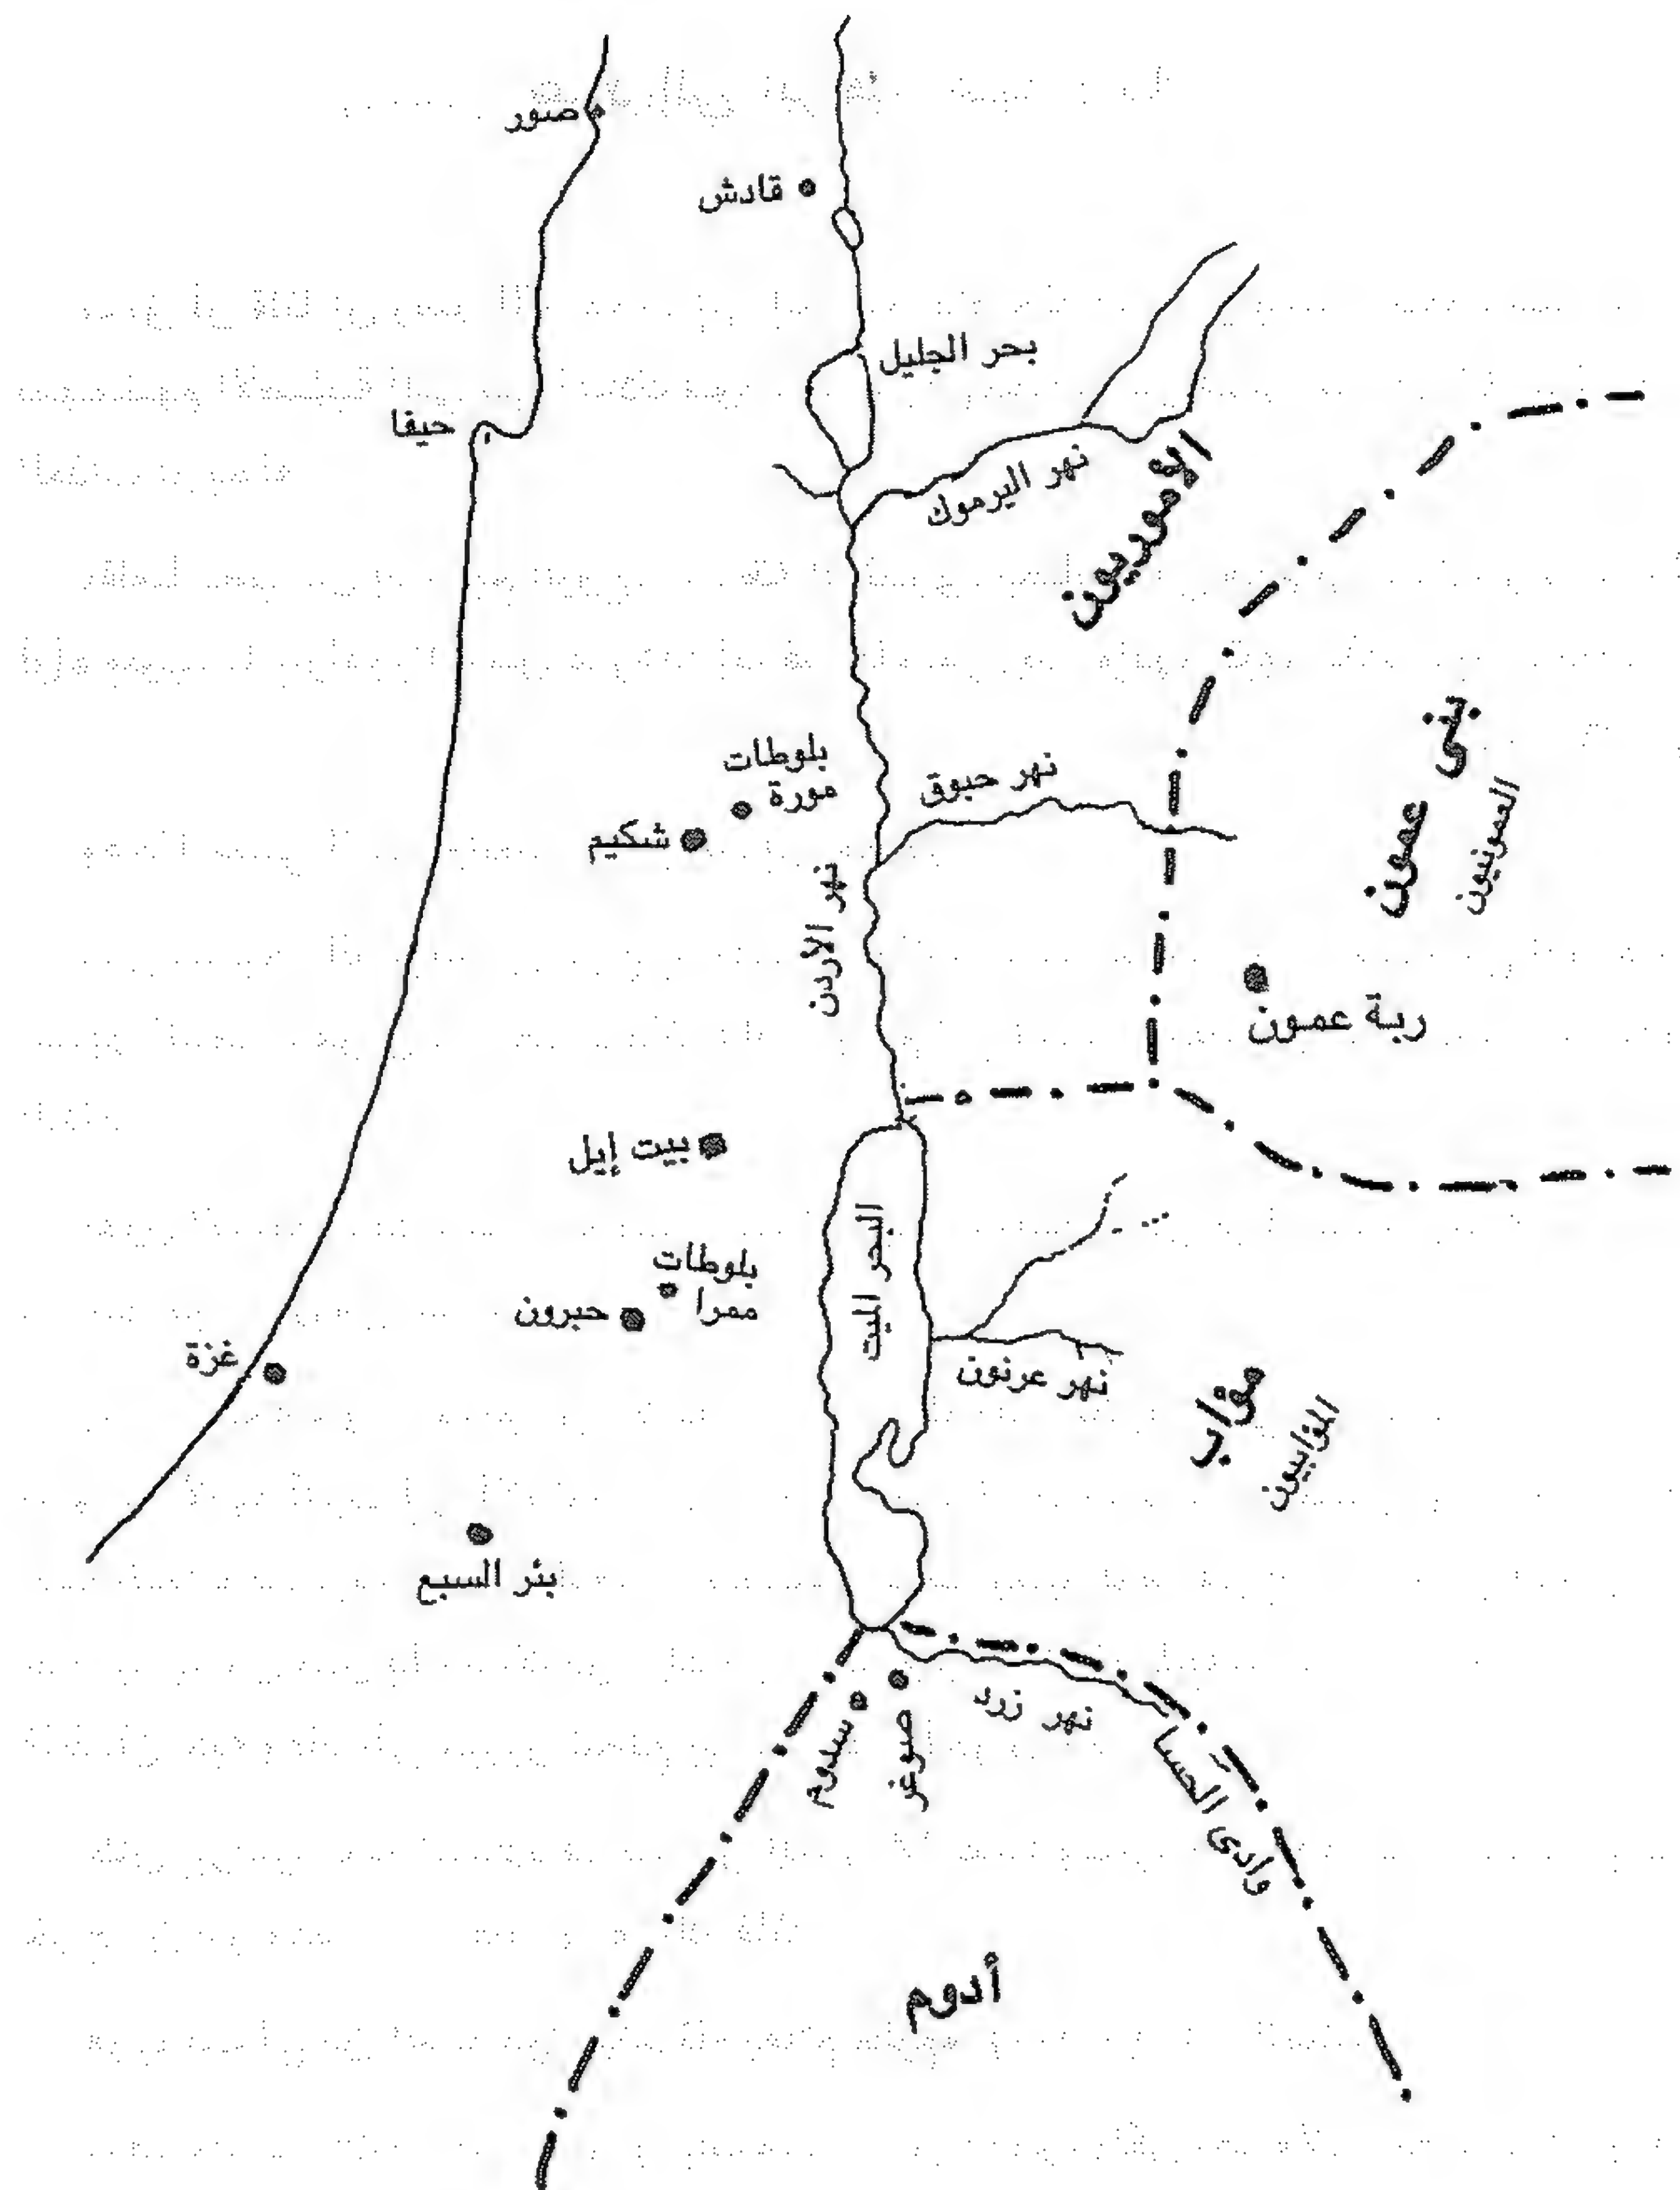 صور
قادش
بحر الجليل
حيفا
نهر اليرموك
الأموريون
بنى عمون
العمونيون
بلوطات
مورة
نهر حبوق
شكيم
نهر الأردن
ربة عمون
بيت إيل
البحر الميت
بلوطات
ممرا
حبرون
غزة
نهر عرنون
مؤاب
المؤابيون
بئر السبع
سدوم
صوغر
نهر زرد
وادى الحسا
أدوم